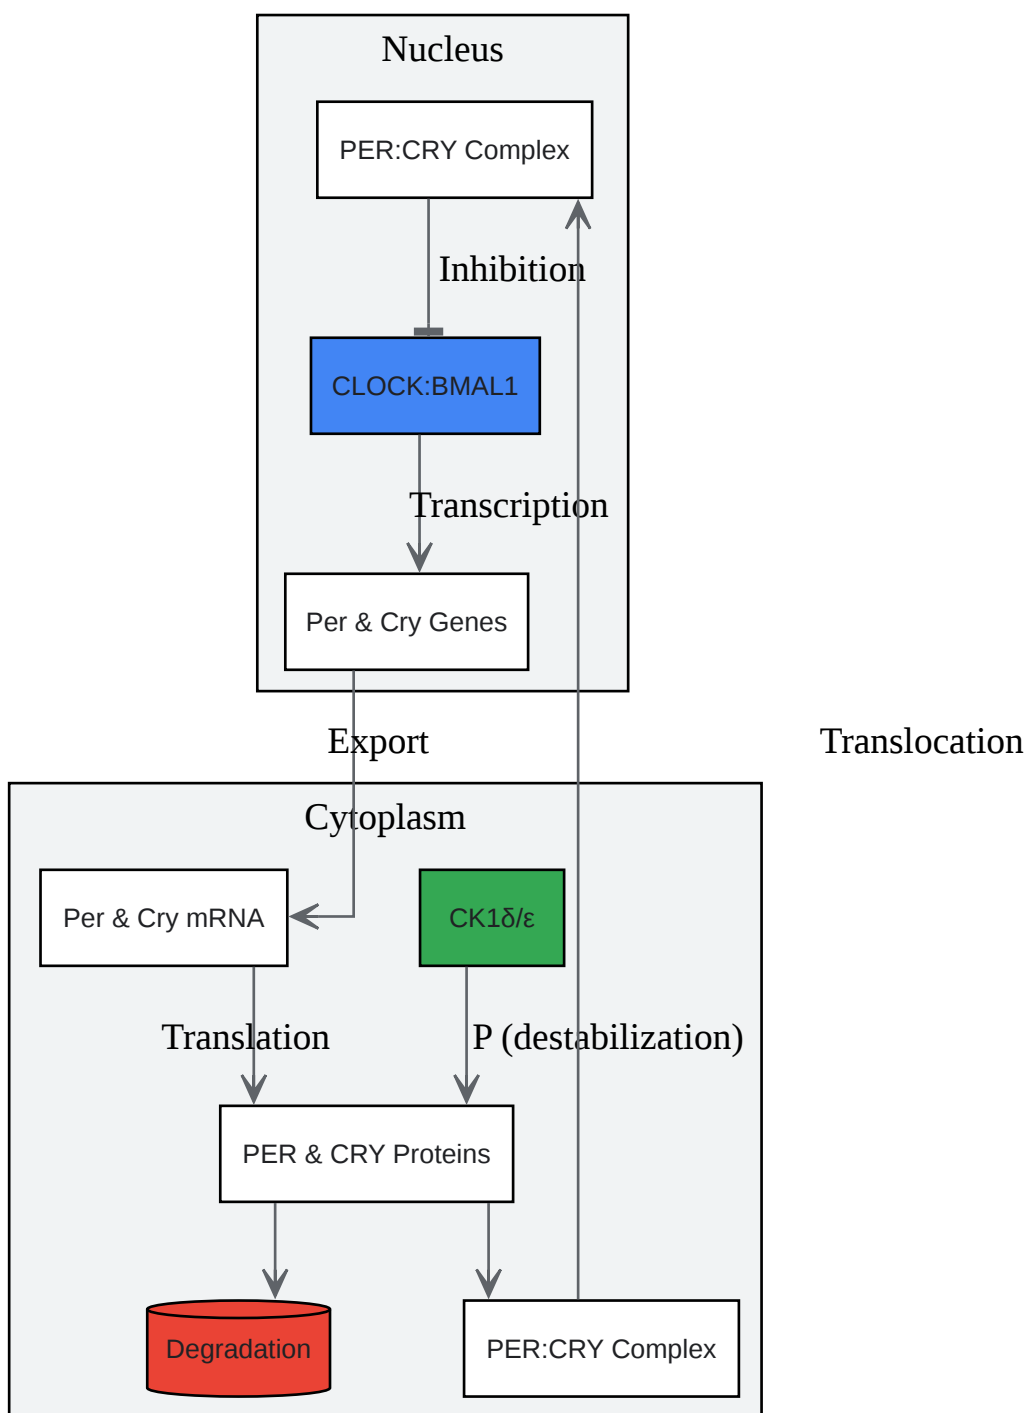 Nucleus
PER:CRY Complex
Inhibition
CLOCK:BMAL1
Transcription
Per & Cry Genes
Export
Translocation
Cytoplasm
Per & Cry mRNA
CK1δ/ε
Translation
P (destabilization)
PER & CRY Proteins
Degradation
PER:CRY Complex